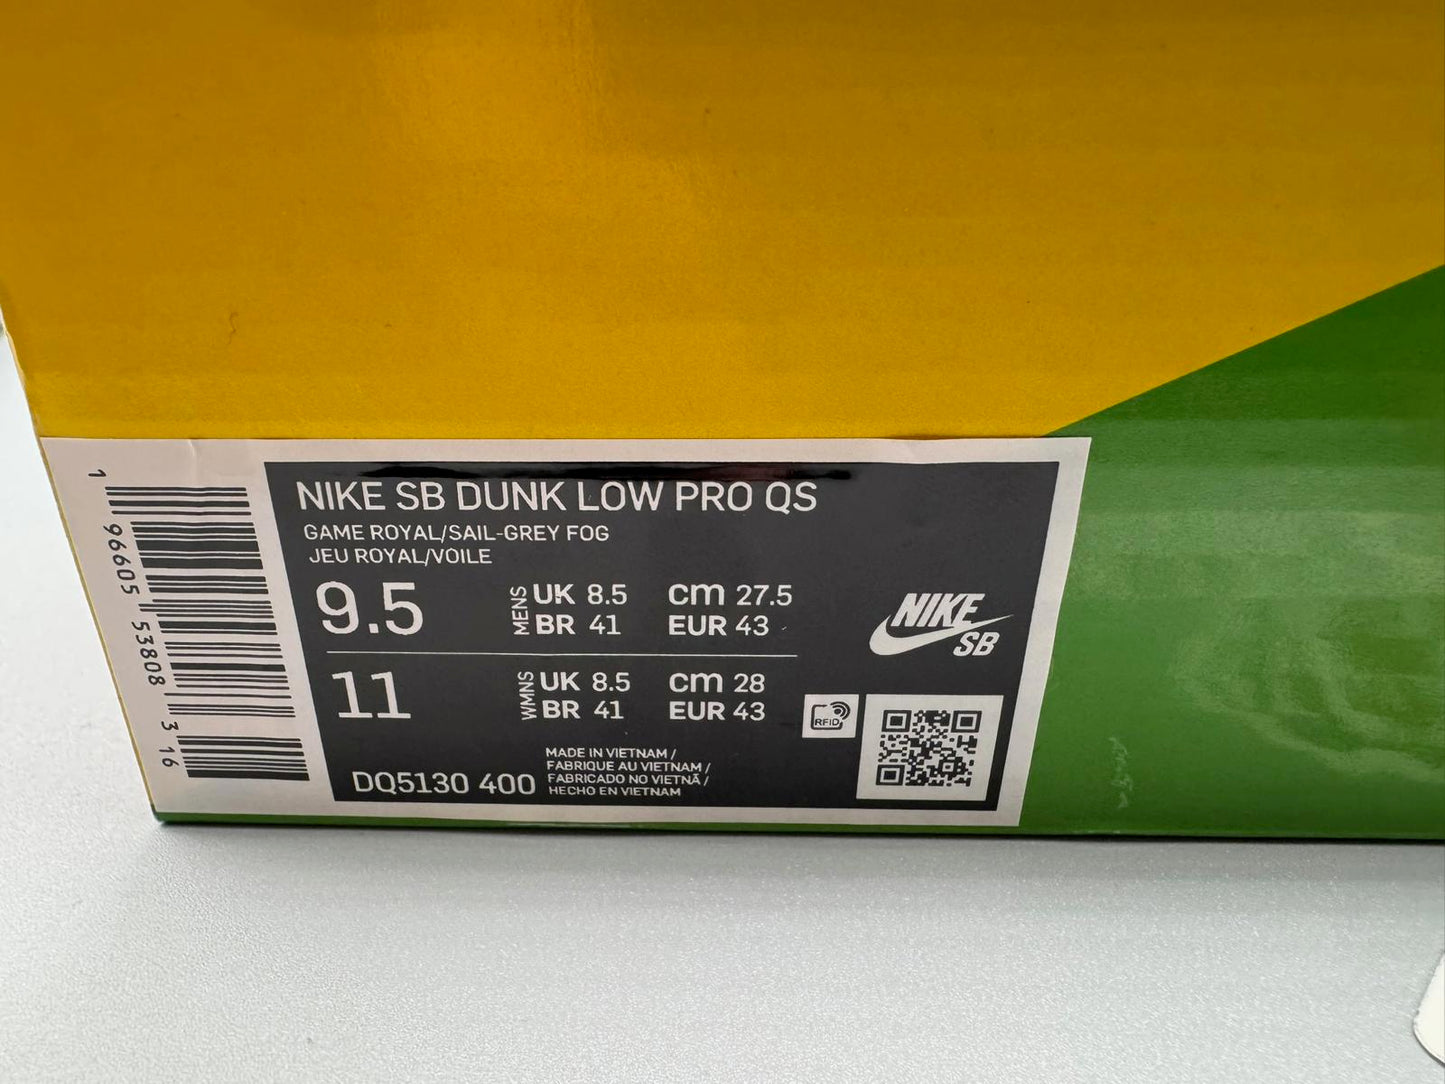 1 96605 53808 3 16
NIKE SB DUNK LOW PRO QS
GAME ROYAL/SAIL-GREY FOG
JEU ROYAL/VOILE
9.5 MENS UK 8.5 CM 27.5
BR 41 EUR 43
11 WMNS UK 8.5 CM 28
BR 41 EUR 43
NIKE
SB
RFID
DQ5130 400
MADE IN VIETNAM /
FABRIQUE AU VIETNAM /
FABRICADO NO VIETNÃ /
HECHO EN VIETNAM